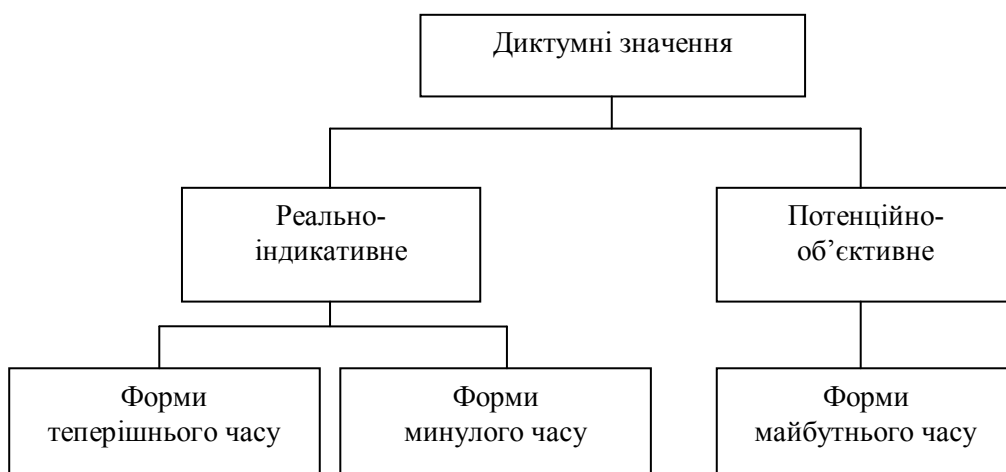 Диктумні значення
Реально-
індикативне
Потенційно-
об’єктивне
Форми
теперішнього часу
Форми
минулого часу
Форми
майбутнього часу